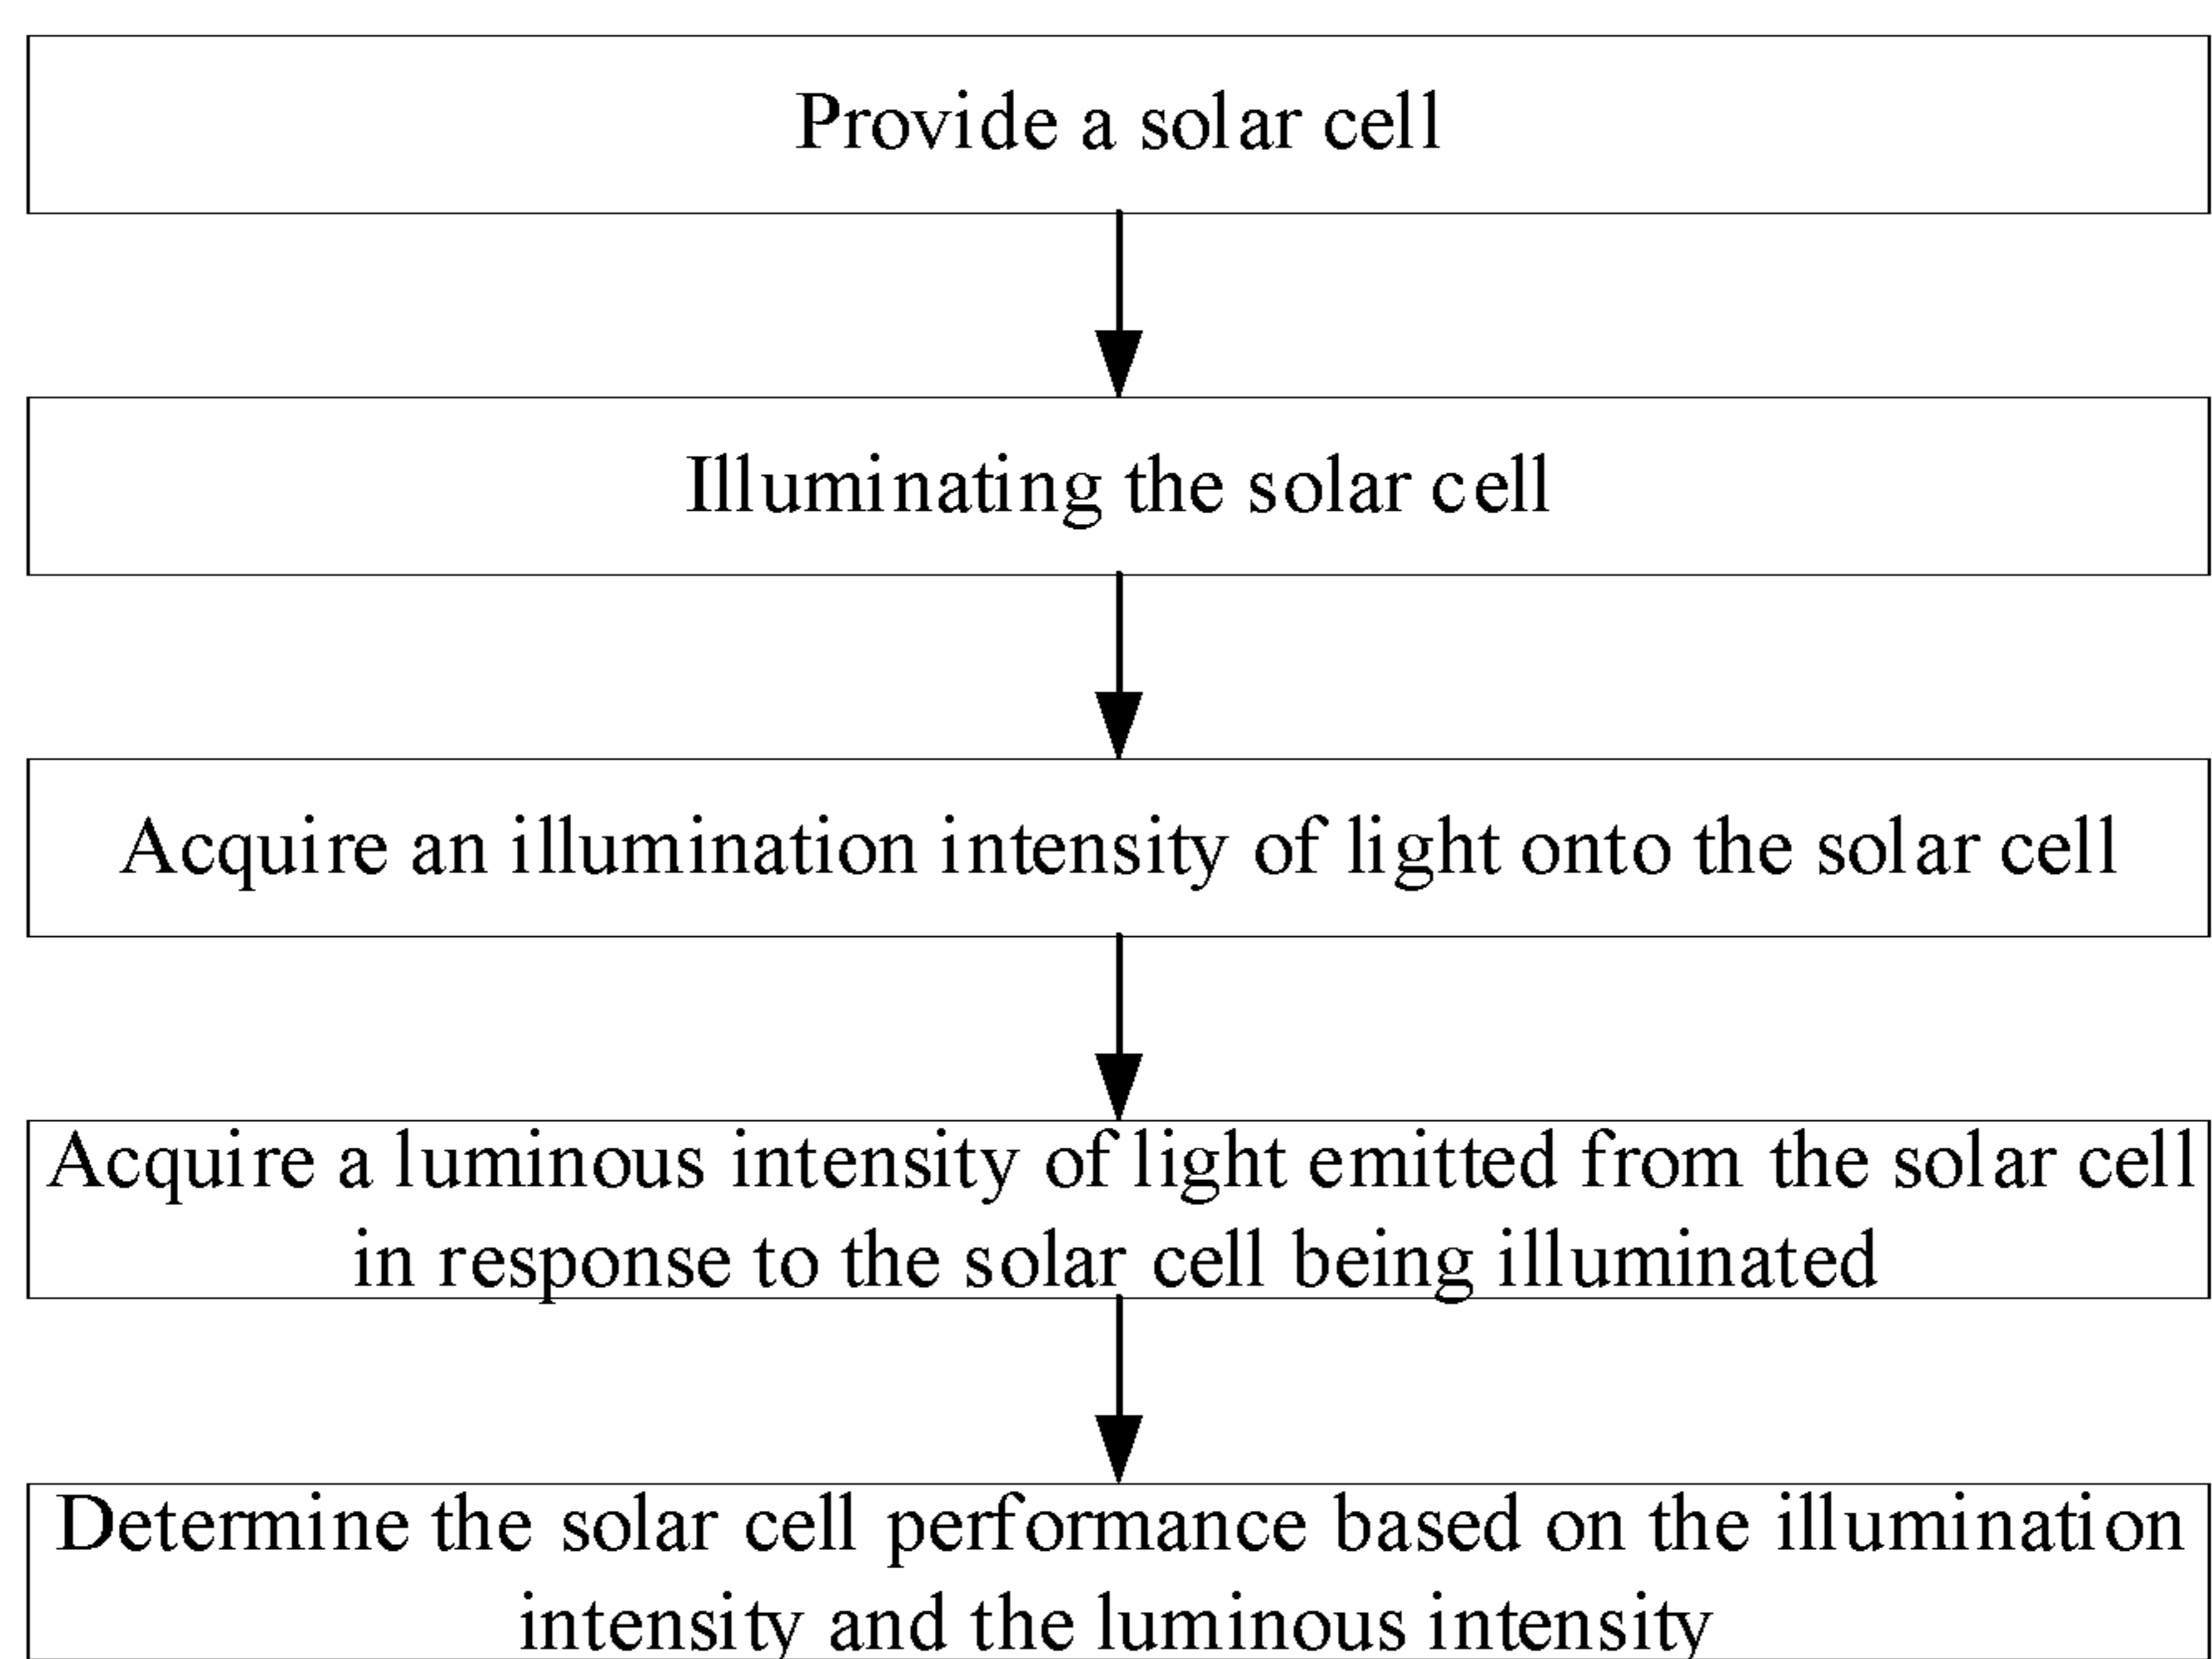 Provide a solar cell
Illuminating the solar cell
Acquire an illumination intensity of light onto the solar cell
Acquire a luminous intensity of light emitted from the solar cell
in response to the solar cell being illuminated
Determine the solar cell performance based on the illumination
intensity and the luminous intensity